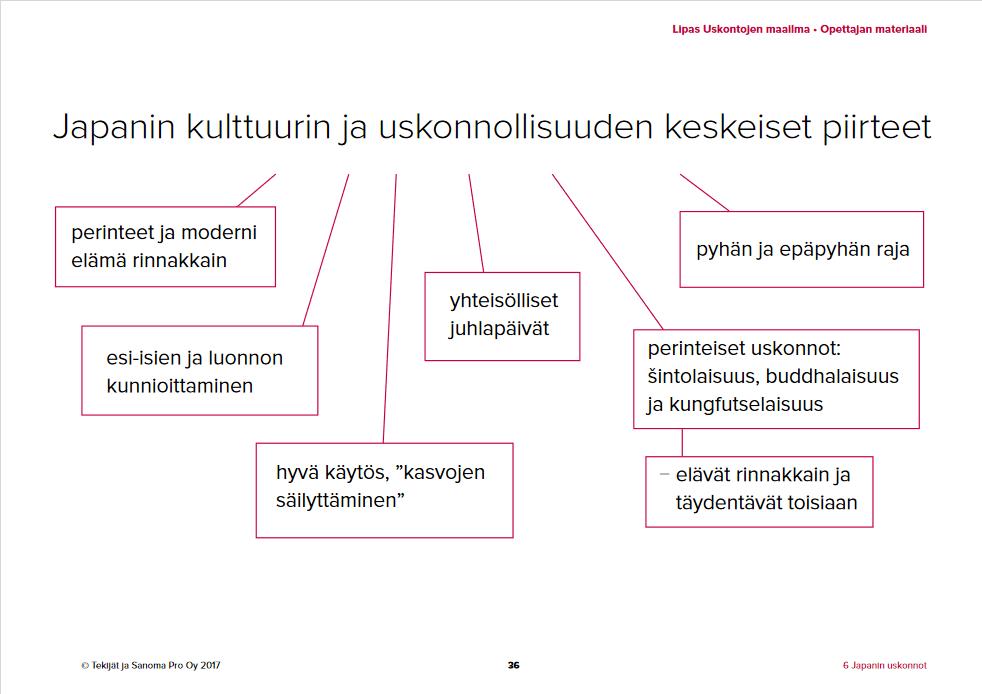 Lipas Uskontojen maailma • Opettajan materiaali
Japanin kulttuurin ja uskonnollisuuden keskeiset piirteet
perinteet ja moderni
elämä rinnakkain
pyhän ja epäpyhän raja
yhteisölliset
juhlapäivät
esi-isien ja luonnon
kunnioittaminen
perinteiset uskonnot:
šintolaisuus, buddhalaisuus
ja kungfutselaisuus
hyvä käytös, ”kasvojen
säilyttäminen”
– elävät rinnakkain ja
täydentävät toisiaan
© Tekijät ja Sanoma Pro Oy 2017
36
6 Japanin uskonnot